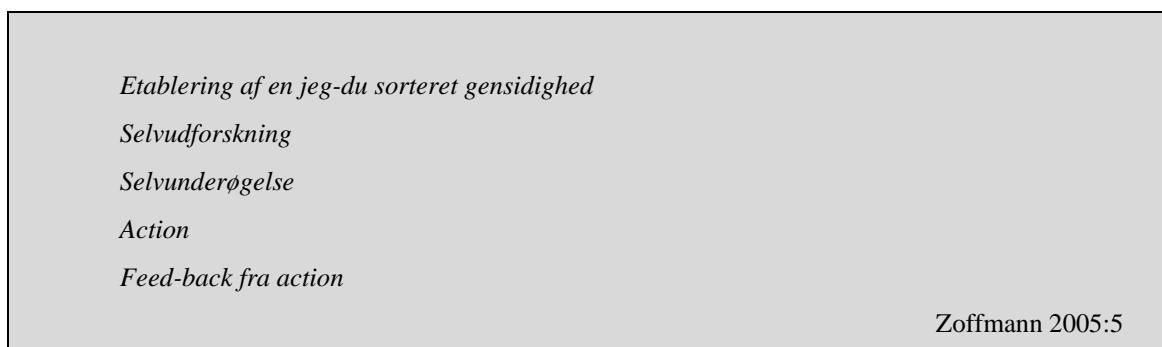 Etablering af en jeg-du sorteret gensidighed
Selvudforskning
Selvunderøgelse
Action
Feed-back fra action
Zoffmann 2005:5